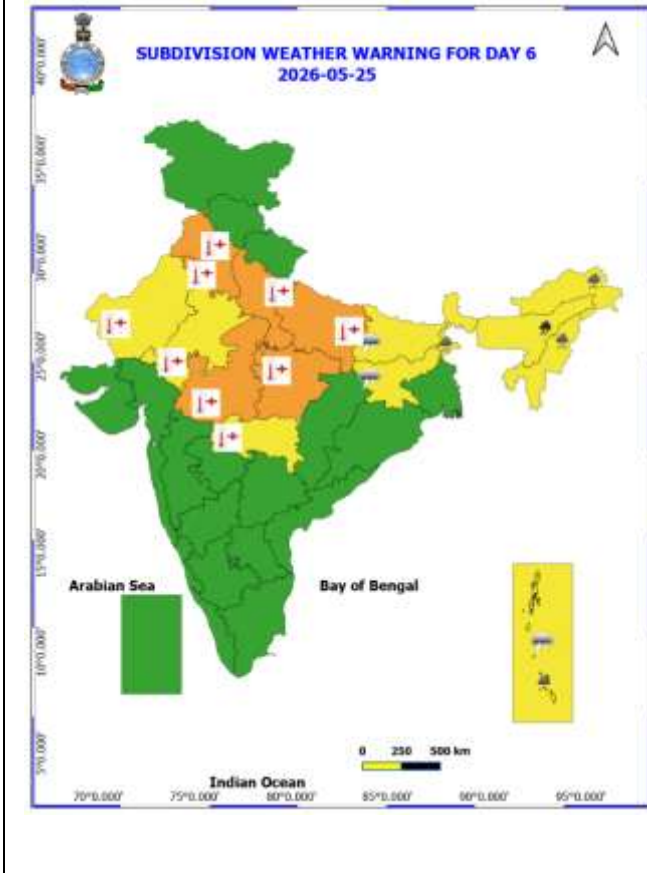 SUBDIVISION WEATHER WARNING FOR DAY 6
2026-05-25
40°0.000'
35°0.000'
30°0.000'
25°0.000'
20°0.000'
15°0.000'
10°0.000'
5°0.000'
Arabian Sea
Bay of Bengal
0 250 500 km
Indian Ocean
70°0.000' 75°0.000' 80°0.000' 85°0.000' 90°0.000' 95°0.000'